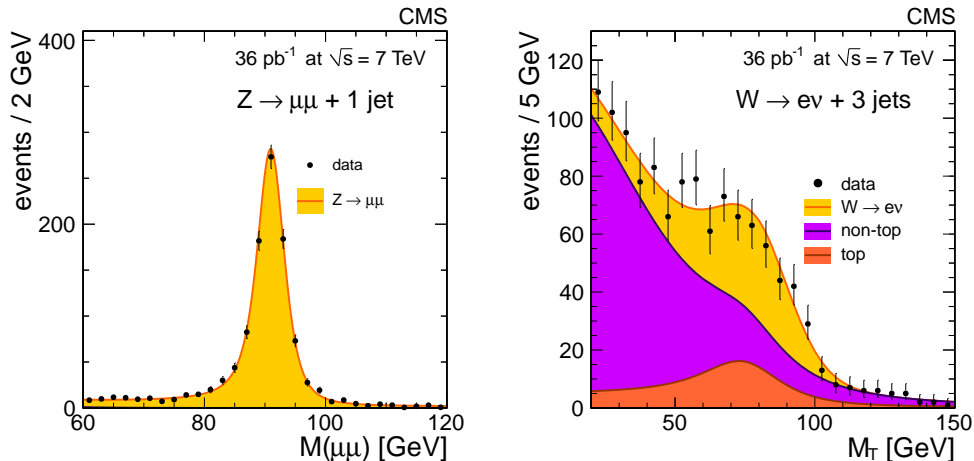 CMS
36 pb⁻¹ at √s = 7 TeV
Z → μμ + 1 jet
data
Z → μμ
events / 2 GeV
400
200
0
60 80 100 120
M(μμ) [GeV]
CMS
36 pb⁻¹ at √s = 7 TeV
W → eν + 3 jets
data
W → eν
non-top
top
events / 5 GeV
120
100
80
60
40
20
0
50 100 150
M_T [GeV]